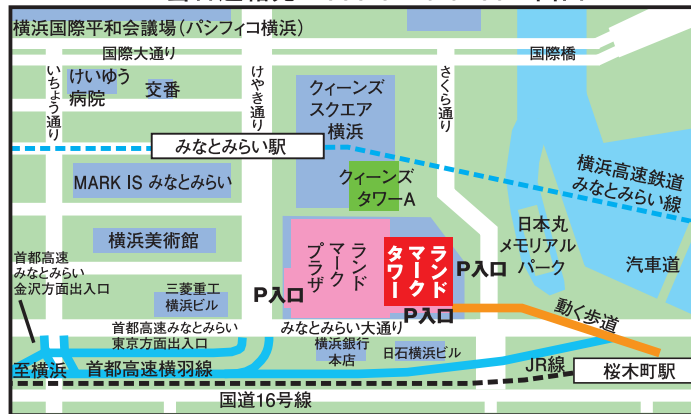 横浜国際平和会議場（パシフィコ横浜）
国際大通り
国際橋
いちょう通り
けいゆう
病院
交番
けやき通り
クィーンズ
スクエア
横浜
さくら通り
みなとみらい駅
横浜高速鉄道
みなとみらい線
MARK IS みなとみらい
クィーンズ
タワーA
横浜美術館
ランド
マーク
プラザ
ランド
マーク
タワー
日本丸
メモリアル
パーク
汽車道
首都高速
みなとみらい
金沢方面出入口
三菱重工
横浜ビル
P入口
P入口
P入口
首都高速みなとみらい
東京方面出入口
みなとみらい大通り
動く歩道
横浜銀行
本店
日石横浜ビル
至横浜
首都高速横羽線
JR線
桜木町駅
国道16号線